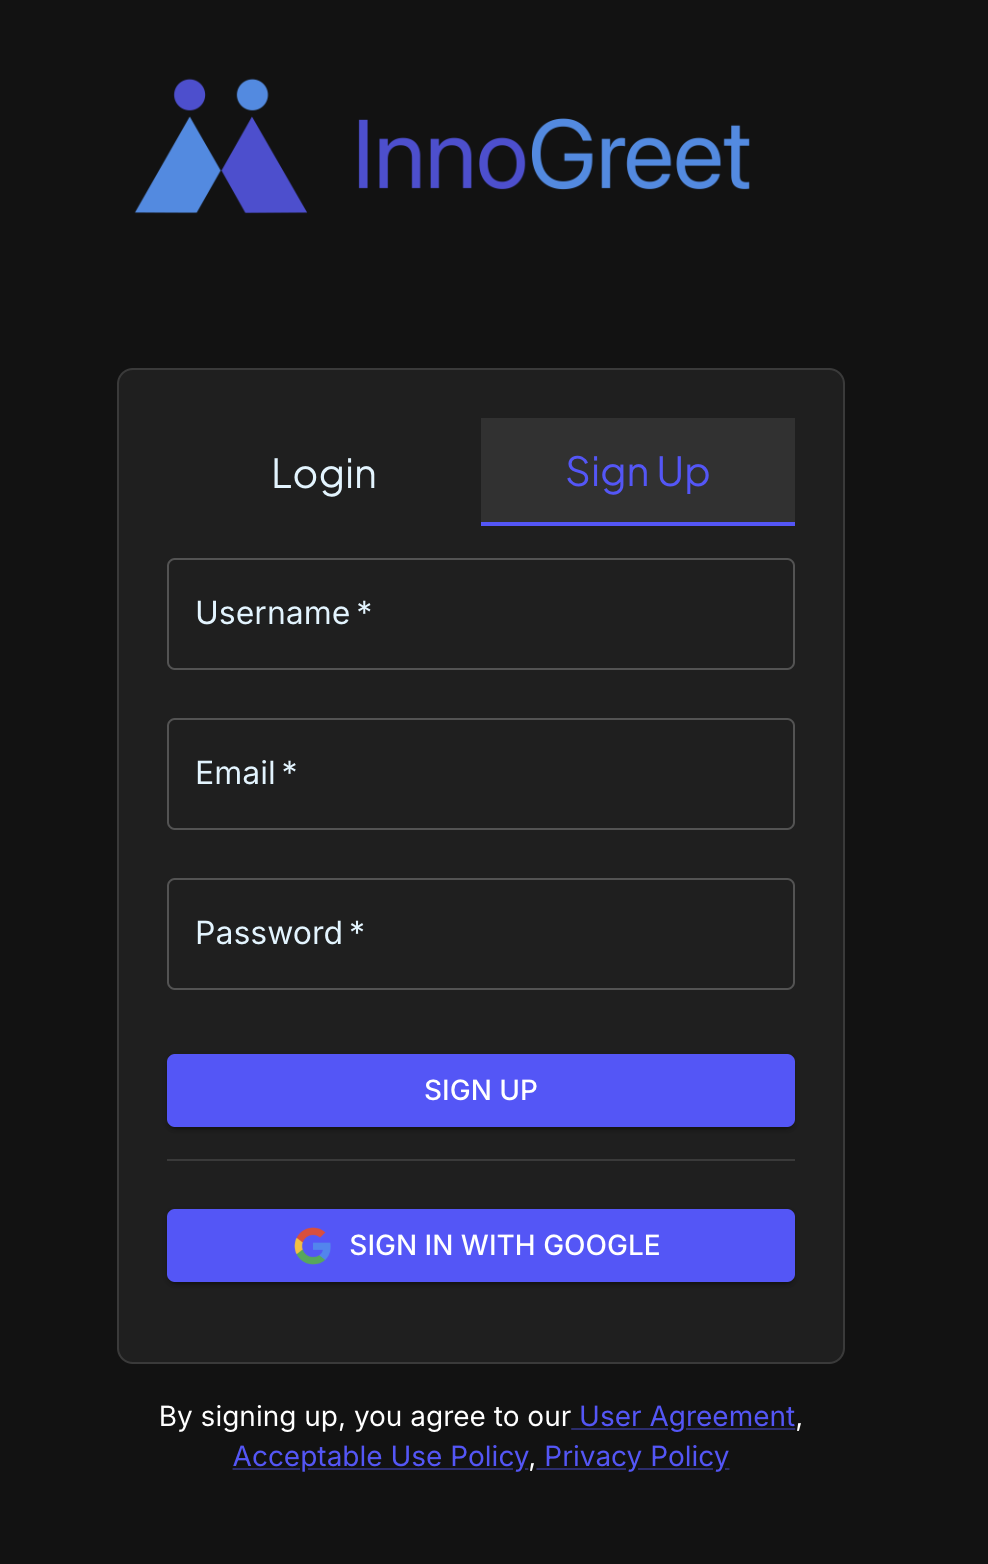 InnoGreet
Login
Sign Up
Username *
Email *
Password *
SIGN UP
SIGN IN WITH GOOGLE
By signing up, you agree to our User Agreement,
Acceptable Use Policy, Privacy Policy